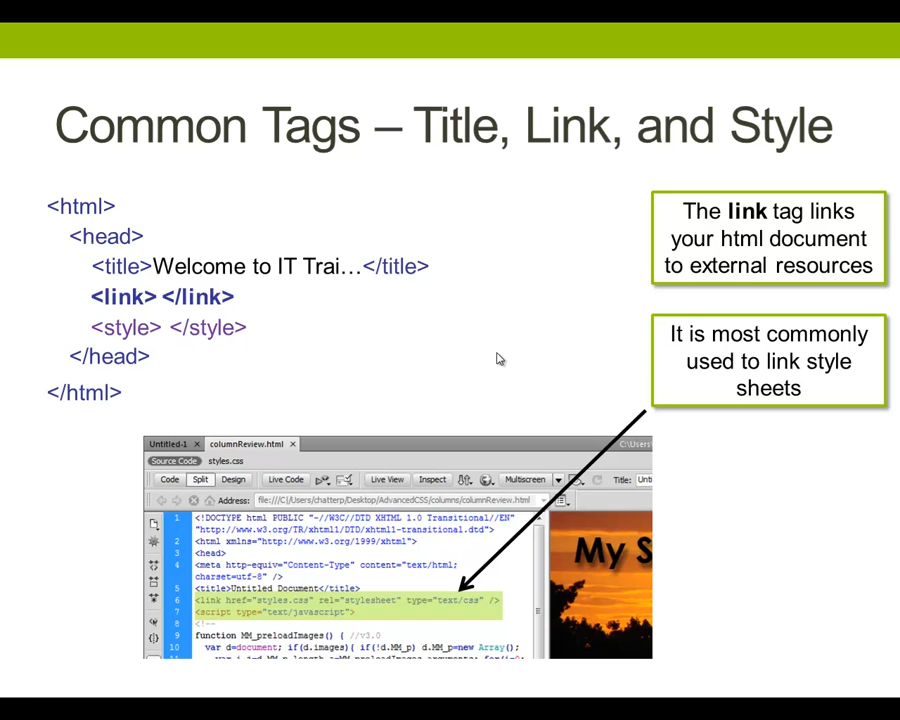 Common Tags – Title, Link, and Style
<html>
<head>
<title>Welcome to IT Trai…</title>
<link> </link>
<style> </style>
</head>
</html>
The link tag links
your html document
to external resources
It is most commonly
used to link style
sheets
Untitled-1 × columnReview.html × C:\Users
Source Code styles.css
Code Split Design Live Code Live View Inspect Multiscreen Title: Unti
Address: file:///C|/Users/chatterp/Desktop/AdvancedCSS/columns/columnReview.html
1 <!DOCTYPE html PUBLIC "-//W3C//DTD XHTML 1.0 Transitional//EN"
"http://www.w3.org/TR/xhtml1/DTD/xhtml1-transitional.dtd">
2 <html xmlns="http://www.w3.org/1999/xhtml">
3 <head>
4 <meta http-equiv="Content-Type" content="text/html;
charset=utf-8" />
5 <title>Untitled Document</title>
6 <link href="styles.css" rel="stylesheet" type="text/css" />
7 <script type="text/javascript">
8 <!--
9 function MM_preloadImages() { //v3.0
10 var d=document; if(d.images){ if(!d.MM_p) d.MM_p=new Array();
My S